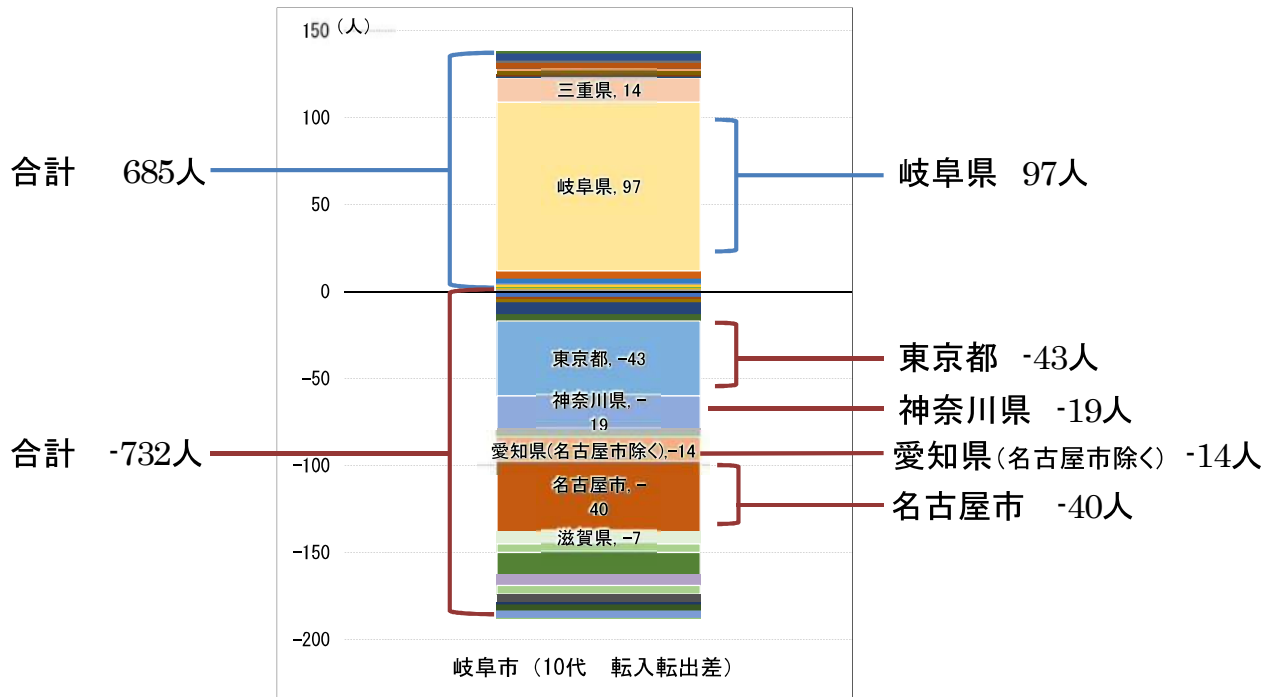 150 (人)
100
50
0
−50
−100
−150
−200
三重県, 14
岐阜県, 97
東京都, −43
神奈川県, −
19
愛知県(名古屋市除く),−14
名古屋市, −
40
滋賀県, −7
岐阜市（10代　転入転出差）
合計　685人
合計　-732人
岐阜県　97人
東京都　-43人
神奈川県　-19人
愛知県（名古屋市除く）　-14人
名古屋市　-40人